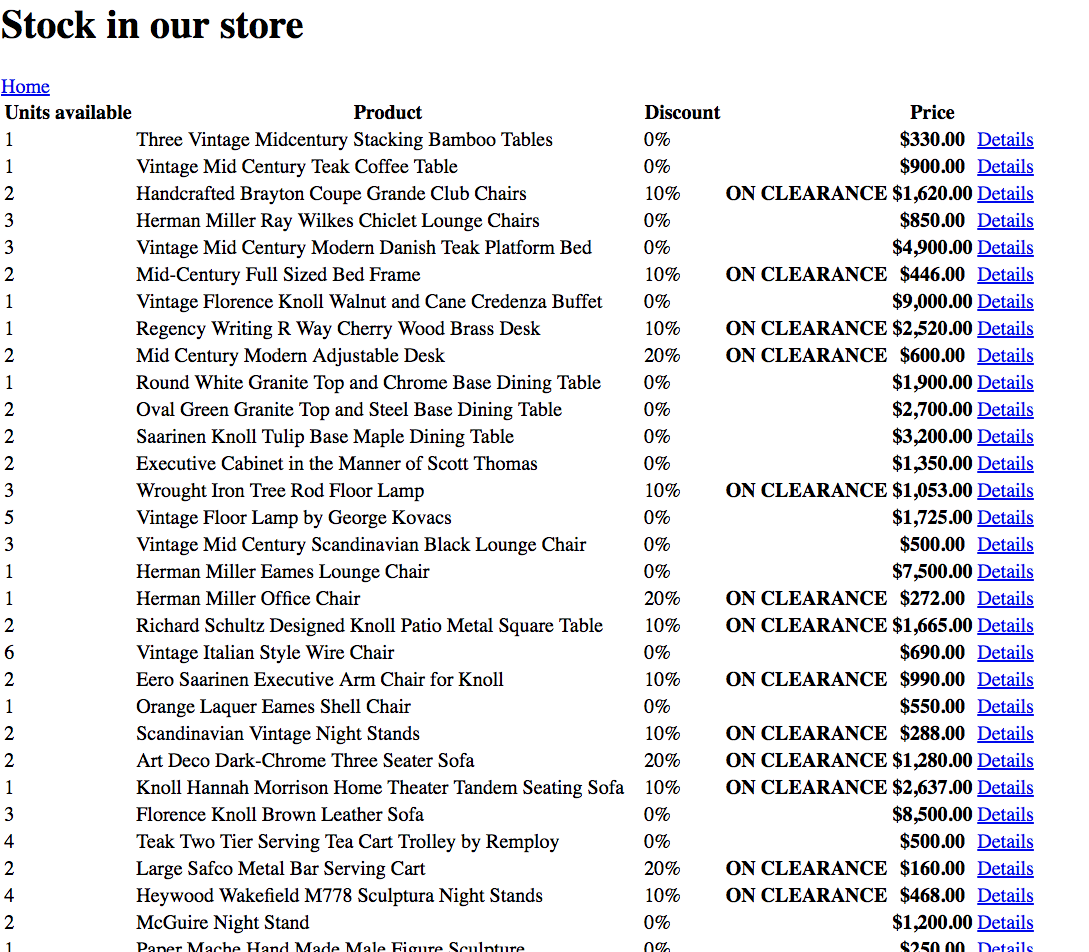 Stock in our store
Home
Units available Product Discount Price
1 Three Vintage Midcentury Stacking Bamboo Tables 0% $330.00 Details
1 Vintage Mid Century Teak Coffee Table 0% $900.00 Details
2 Handcrafted Brayton Coupe Grande Club Chairs 10% ON CLEARANCE $1,620.00 Details
3 Herman Miller Ray Wilkes Chiclet Lounge Chairs 0% $850.00 Details
3 Vintage Mid Century Modern Danish Teak Platform Bed 0% $4,900.00 Details
2 Mid-Century Full Sized Bed Frame 10% ON CLEARANCE $446.00 Details
1 Vintage Florence Knoll Walnut and Cane Credenza Buffet 0% $9,000.00 Details
1 Regency Writing R Way Cherry Wood Brass Desk 10% ON CLEARANCE $2,520.00 Details
2 Mid Century Modern Adjustable Desk 20% ON CLEARANCE $600.00 Details
1 Round White Granite Top and Chrome Base Dining Table 0% $1,900.00 Details
2 Oval Green Granite Top and Steel Base Dining Table 0% $2,700.00 Details
2 Saarinen Knoll Tulip Base Maple Dining Table 0% $3,200.00 Details
2 Executive Cabinet in the Manner of Scott Thomas 0% $1,350.00 Details
3 Wrought Iron Tree Rod Floor Lamp 10% ON CLEARANCE $1,053.00 Details
5 Vintage Floor Lamp by George Kovacs 0% $1,725.00 Details
3 Vintage Mid Century Scandinavian Black Lounge Chair 0% $500.00 Details
1 Herman Miller Eames Lounge Chair 0% $7,500.00 Details
1 Herman Miller Office Chair 20% ON CLEARANCE $272.00 Details
2 Richard Schultz Designed Knoll Patio Metal Square Table 10% ON CLEARANCE $1,665.00 Details
6 Vintage Italian Style Wire Chair 0% $690.00 Details
2 Eero Saarinen Executive Arm Chair for Knoll 10% ON CLEARANCE $990.00 Details
1 Orange Laquer Eames Shell Chair 0% $550.00 Details
2 Scandinavian Vintage Night Stands 10% ON CLEARANCE $288.00 Details
2 Art Deco Dark-Chrome Three Seater Sofa 20% ON CLEARANCE $1,280.00 Details
1 Knoll Hannah Morrison Home Theater Tandem Seating Sofa 10% ON CLEARANCE $2,637.00 Details
3 Florence Knoll Brown Leather Sofa 0% $8,500.00 Details
4 Teak Two Tier Serving Tea Cart Trolley by Remploy 0% $500.00 Details
2 Large Safco Metal Bar Serving Cart 20% ON CLEARANCE $160.00 Details
4 Heywood Wakefield M778 Sculptura Night Stands 10% ON CLEARANCE $468.00 Details
2 McGuire Night Stand 0% $1,200.00 Details
1 Paper Mache Hand Made Male Figure Sculpture 0% $250.00 Details